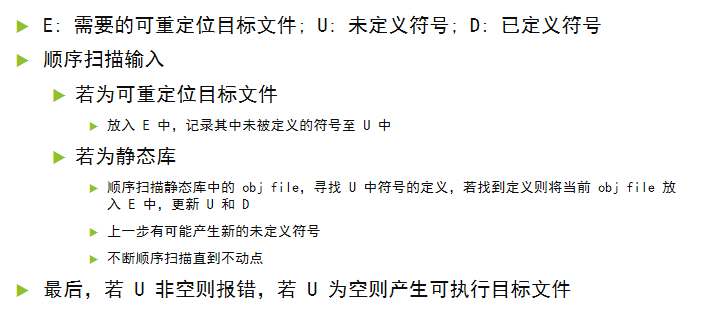 E: 需要的可重定位目标文件; U: 未定义符号; D: 已定义符号
顺序扫描输入
若为可重定位目标文件
放入 E 中，记录其中未被定义的符号至 U 中
若为静态库
顺序扫描静态库中的 obj file，寻找 U 中符号的定义，若找到定义则将当前 obj file 放
入 E 中，更新 U 和 D
上一步有可能产生新的未定义符号
不断顺序扫描直到不动点
最后，若 U 非空则报错，若 U 为空则产生可执行目标文件